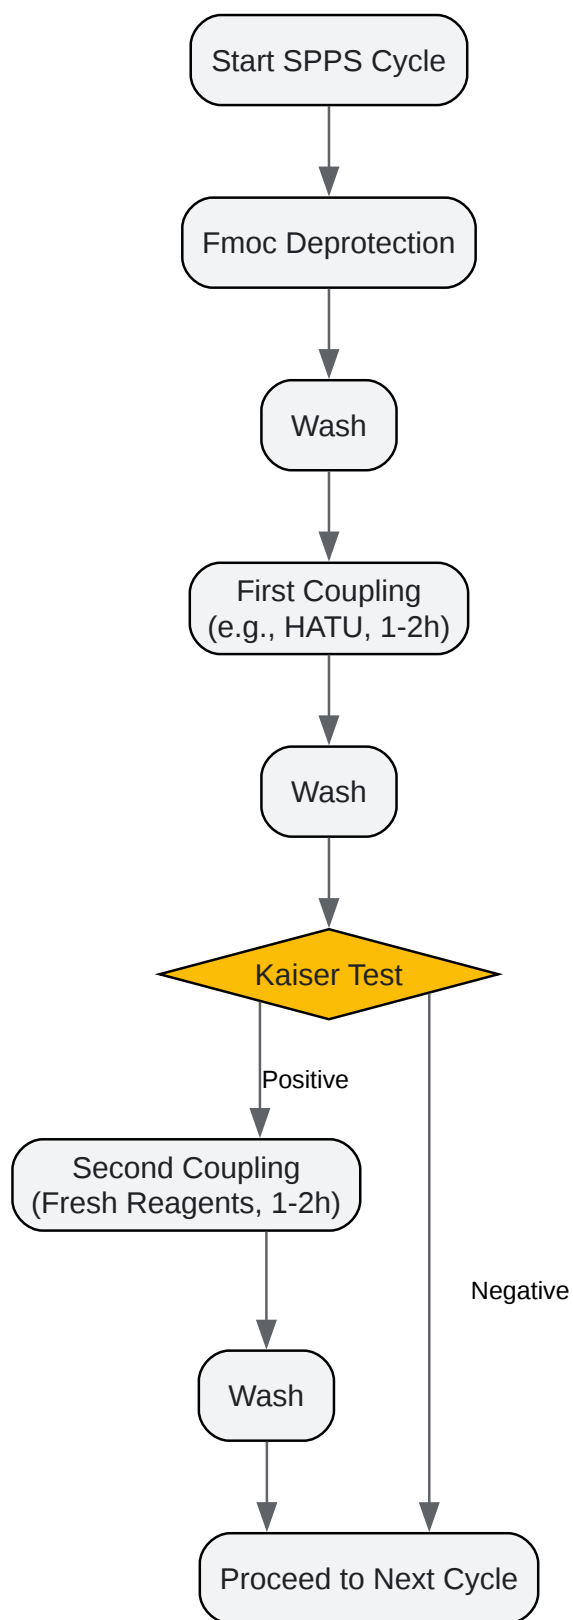 Start SPPS Cycle
Fmoc Deprotection
Wash
First Coupling
(e.g., HATU, 1-2h)
Wash
Kaiser Test
Positive
Second Coupling
(Fresh Reagents, 1-2h)
Negative
Wash
Proceed to Next Cycle